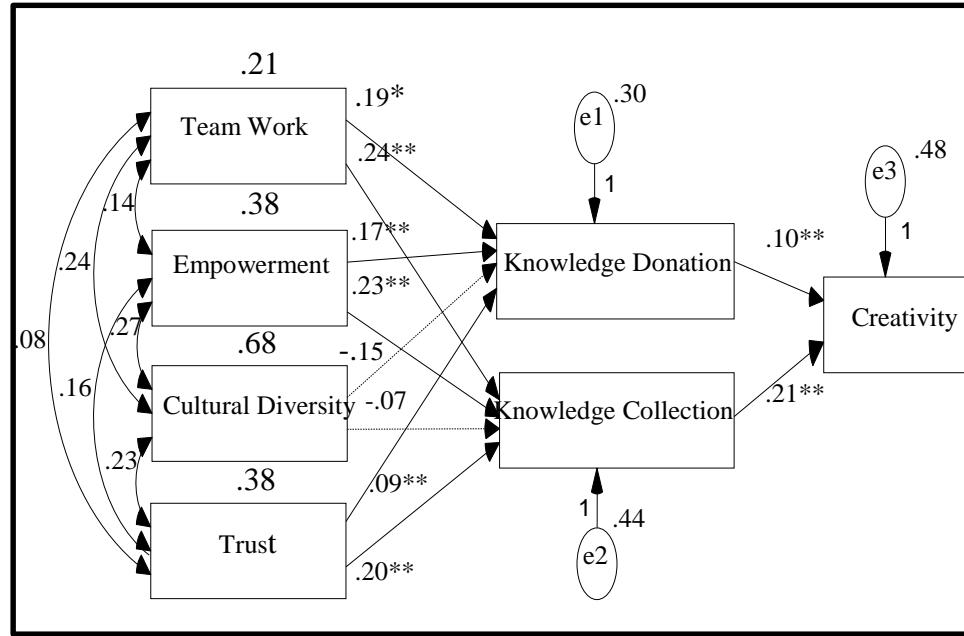 .21
.19*
Team Work
.24**
.30
e1
1
.48
e3
1
.14
.38
.17**
Empowerment
.23**
Knowledge Donation
.10**
.24
.08
.27
.68
-.15
Creativity
.16
Cultural Diversity
-.07
Knowledge Collection
.21**
.23
.38
.09**
Trust
.20**
1
.44
e2